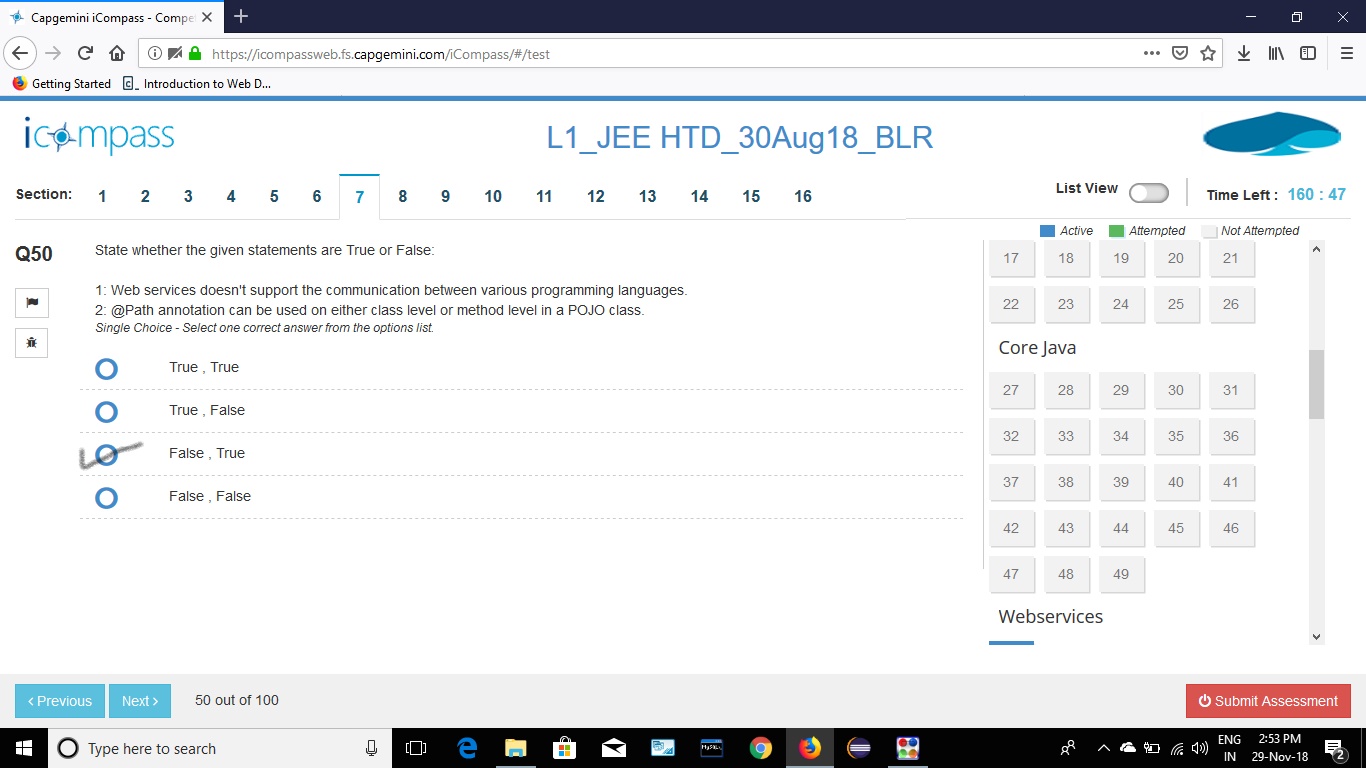 Capgemini iCompass - Compe
https://icompassweb.fs.capgemini.com/iCompass/#/test
Getting Started
Introduction to Web D...
icompass
L1_JEE HTD_30Aug18_BLR
Section: 1 2 3 4 5 6 7 8 9 10 11 12 13 14 15 16
List View
Time Left : 160 : 47
Active Attempted Not Attempted
Q50
State whether the given statements are True or False:
1: Web services doesn't support the communication between various programming languages.
2: @Path annotation can be used on either class level or method level in a POJO class.
Single Choice - Select one correct answer from the options list.
True , True
True , False
False , True
False , False
17 18 19 20 21
22 23 24 25 26
Core Java
27 28 29 30 31
32 33 34 35 36
37 38 39 40 41
42 43 44 45 46
47 48 49
Webservices
Previous
Next
50 out of 100
Submit Assessment
Type here to search
MySQL
ENG
IN
2:53 PM
29-Nov-18
2